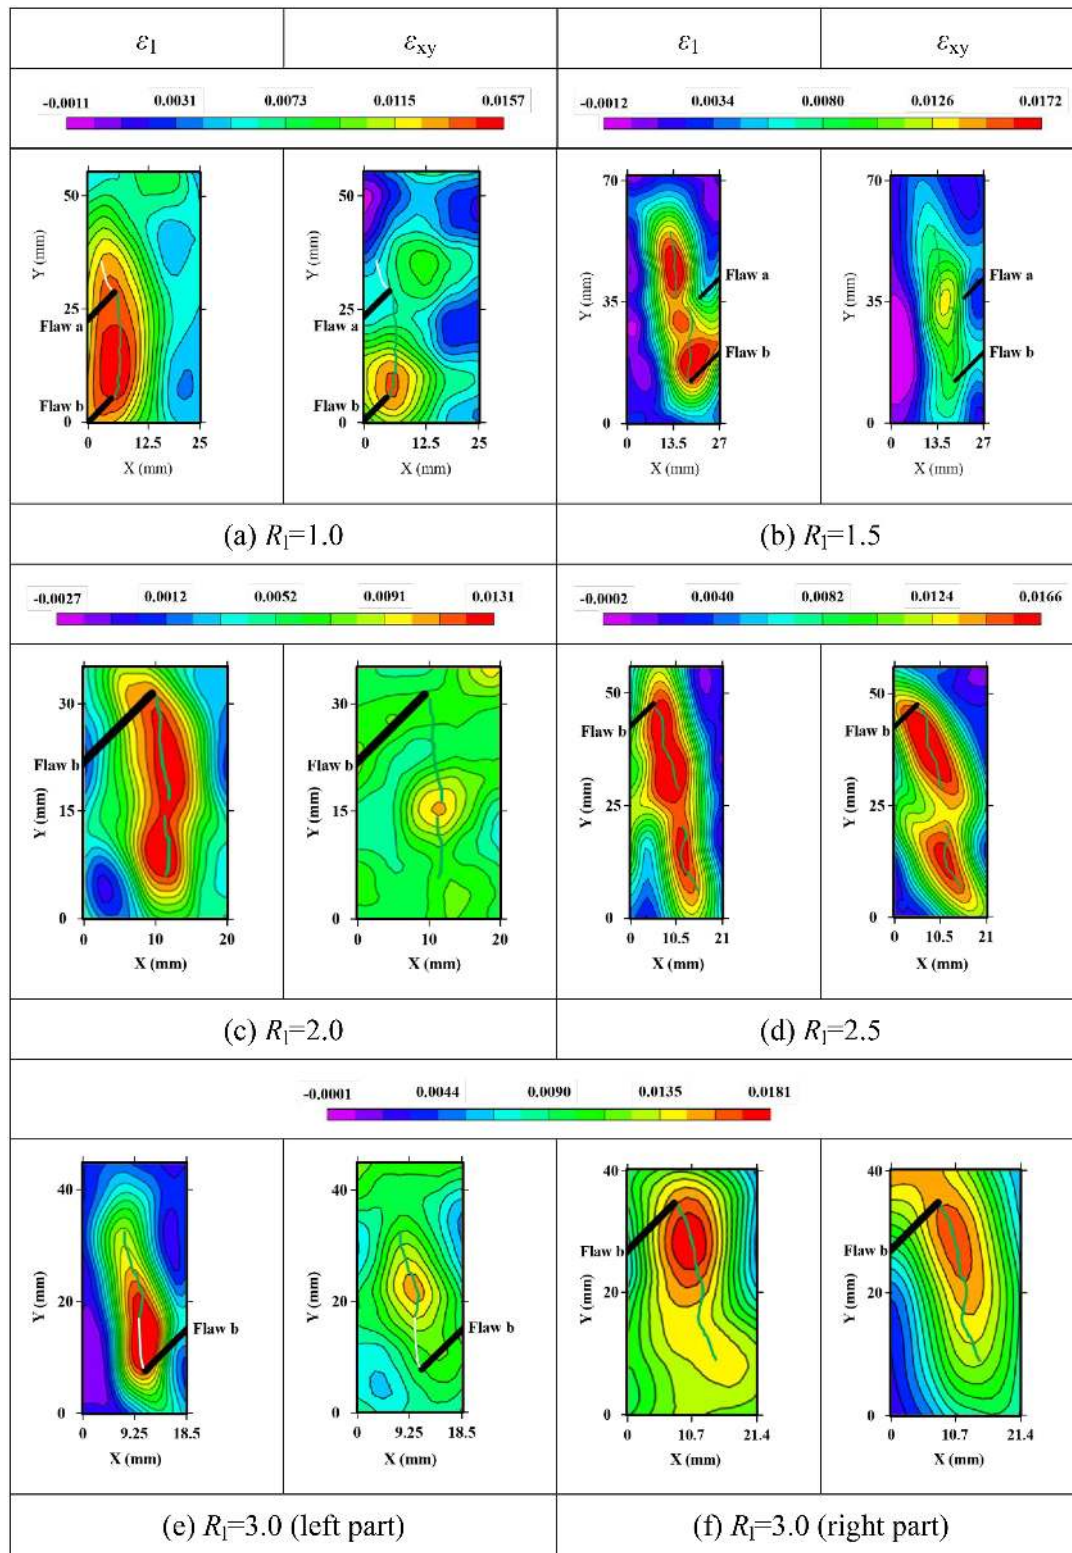 ε1 εxy ε1 εxy
-0.0011 0.0031 0.0073 0.0115 0.0157
-0.0012 0.0034 0.0080 0.0126 0.0172
50
25
0
Y (mm)
Flaw a
Flaw b
0 12.5 25
X (mm)
50
25
0
Y (mm)
Flaw a
Flaw b
0 12.5 25
X (mm)
70
35
0
Y (mm)
Flaw a
Flaw b
0 13.5 27
X (mm)
70
35
0
Y (mm)
Flaw a
Flaw b
0 13.5 27
X (mm)
(a) Rl=1.0
(b) Rl=1.5
-0.0027 0.0012 0.0052 0.0091 0.0131
-0.0002 0.0040 0.0082 0.0124 0.0166
30
15
0
Y (mm)
Flaw b
0 10 20
X (mm)
30
15
0
Y (mm)
Flaw b
0 10 20
X (mm)
50
25
0
Y (mm)
Flaw b
0 10.5 21
X (mm)
50
25
0
Y (mm)
Flaw b
0 10.5 21
X (mm)
(c) Rl=2.0
(d) Rl=2.5
-0.0001 0.0044 0.0090 0.0135 0.0181
40
20
0
Y (mm)
Flaw b
0 9.25 18.5
X (mm)
40
20
0
Y (mm)
Flaw b
0 9.25 18.5
X (mm)
40
20
0
Y (mm)
Flaw b
0 10.7 21.4
X (mm)
40
20
0
Y (mm)
Flaw b
0 10.7 21.4
X (mm)
(e) Rl=3.0 (left part)
(f) Rl=3.0 (right part)